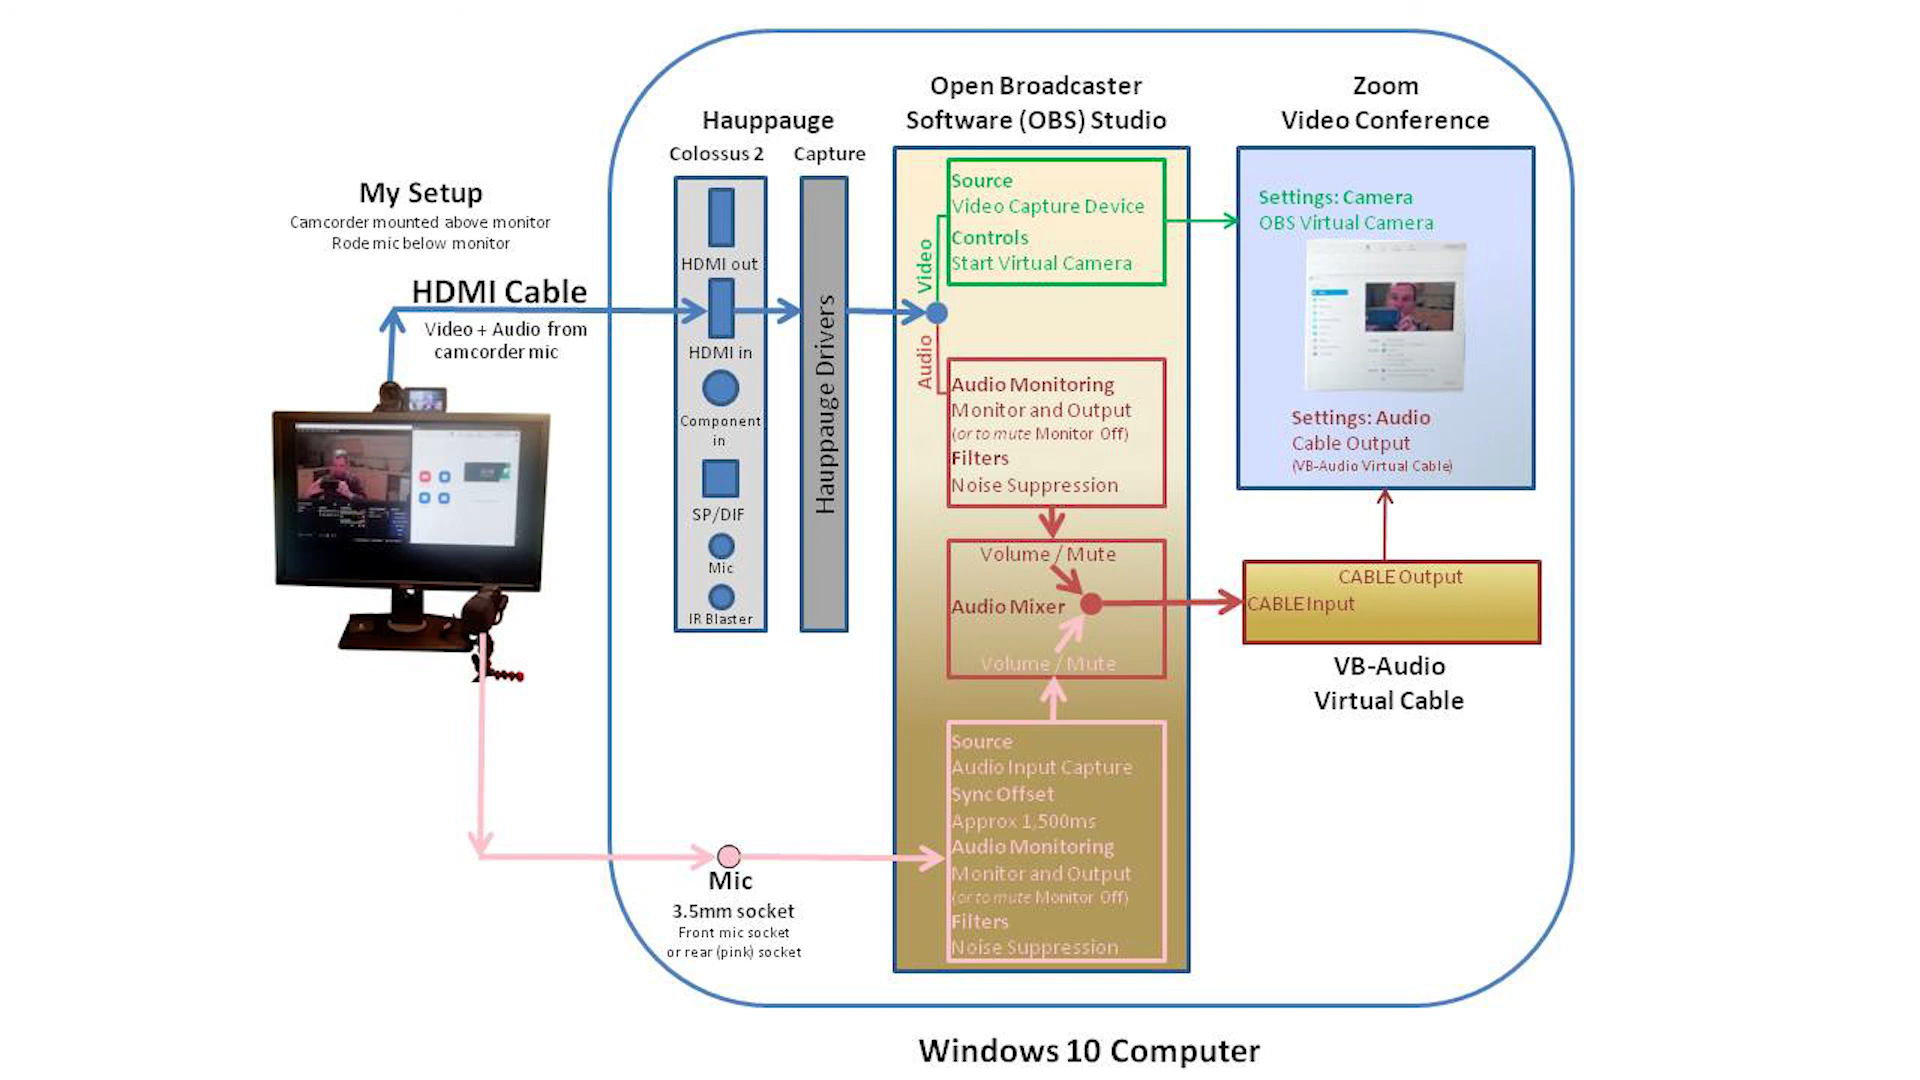 My Setup
Camcorder mounted above monitor
Rode mic below monitor
HDMI Cable
Video + Audio from
camcorder mic
Hauppauge
Colossus 2
Capture
HDMI out
HDMI in
Component
in
SP/DIF
Mic
IR Blaster
Hauppauge Drivers
Open Broadcaster
Software (OBS) Studio
Video
Audio
Source
Video Capture Device
Controls
Start Virtual Camera
Audio Monitoring
Monitor and Output
(or to mute Monitor Off)
Filters
Noise Suppression
Volume / Mute
Audio Mixer
Volume / Mute
Source
Audio Input Capture
Sync Offset
Approx 1,500ms
Audio Monitoring
Monitor and Output
(or to mute Monitor Off)
Filters
Noise Suppression
Zoom
Video Conference
Settings: Camera
OBS Virtual Camera
Settings: Audio
Cable Output
(VB-Audio Virtual Cable)
CABLE Output
CABLE Input
VB-Audio
Virtual Cable
Mic
3.5mm socket
Front mic socket
or rear (pink) socket
Windows 10 Computer